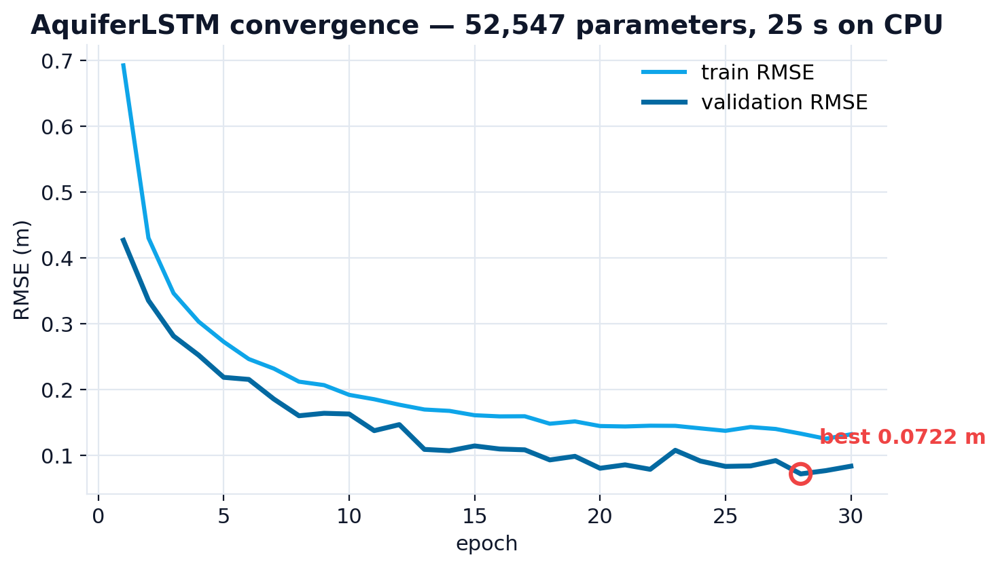 AquiferLSTM convergence — 52,547 parameters, 25 s on CPU
train RMSE
validation RMSE
RMSE (m)
0.7
0.6
0.5
0.4
0.3
0.2
0.1
best 0.0722 m
0 5 10 15 20 25 30
epoch